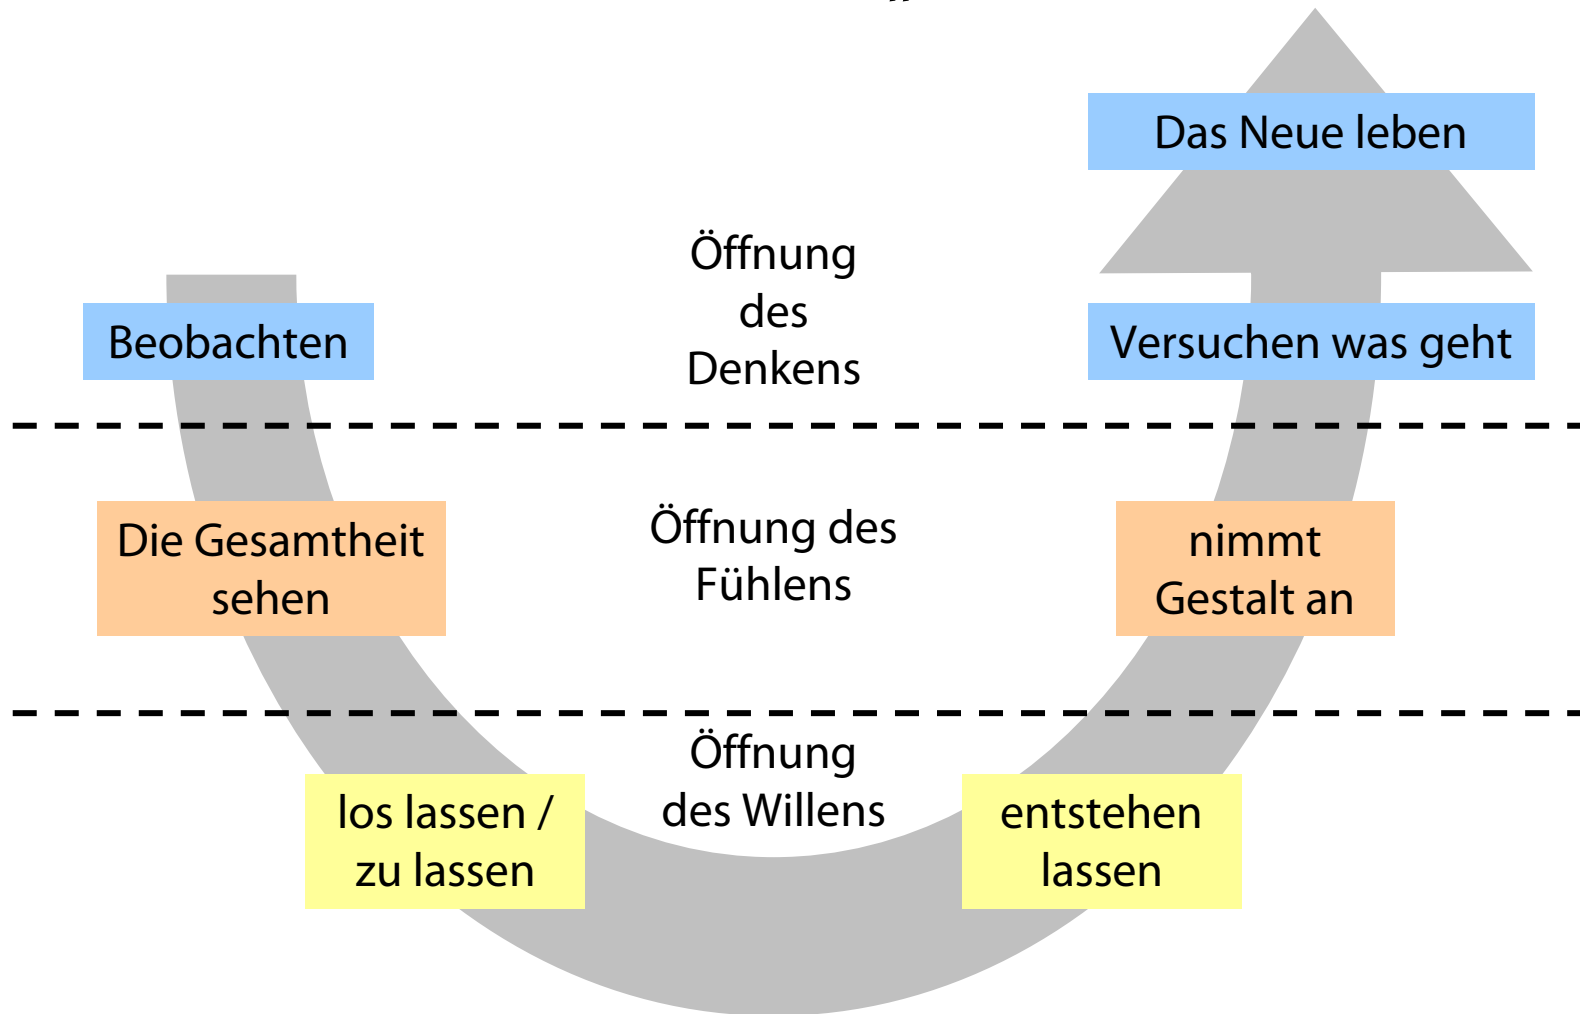 Das Neue leben
Öffnung
des
Denkens
Beobachten
Versuchen was geht
Die Gesamtheit
sehen
Öffnung des
Fühlens
nimmt
Gestalt an
Öffnung
des Willens
los lassen /
zu lassen
entstehen
lassen